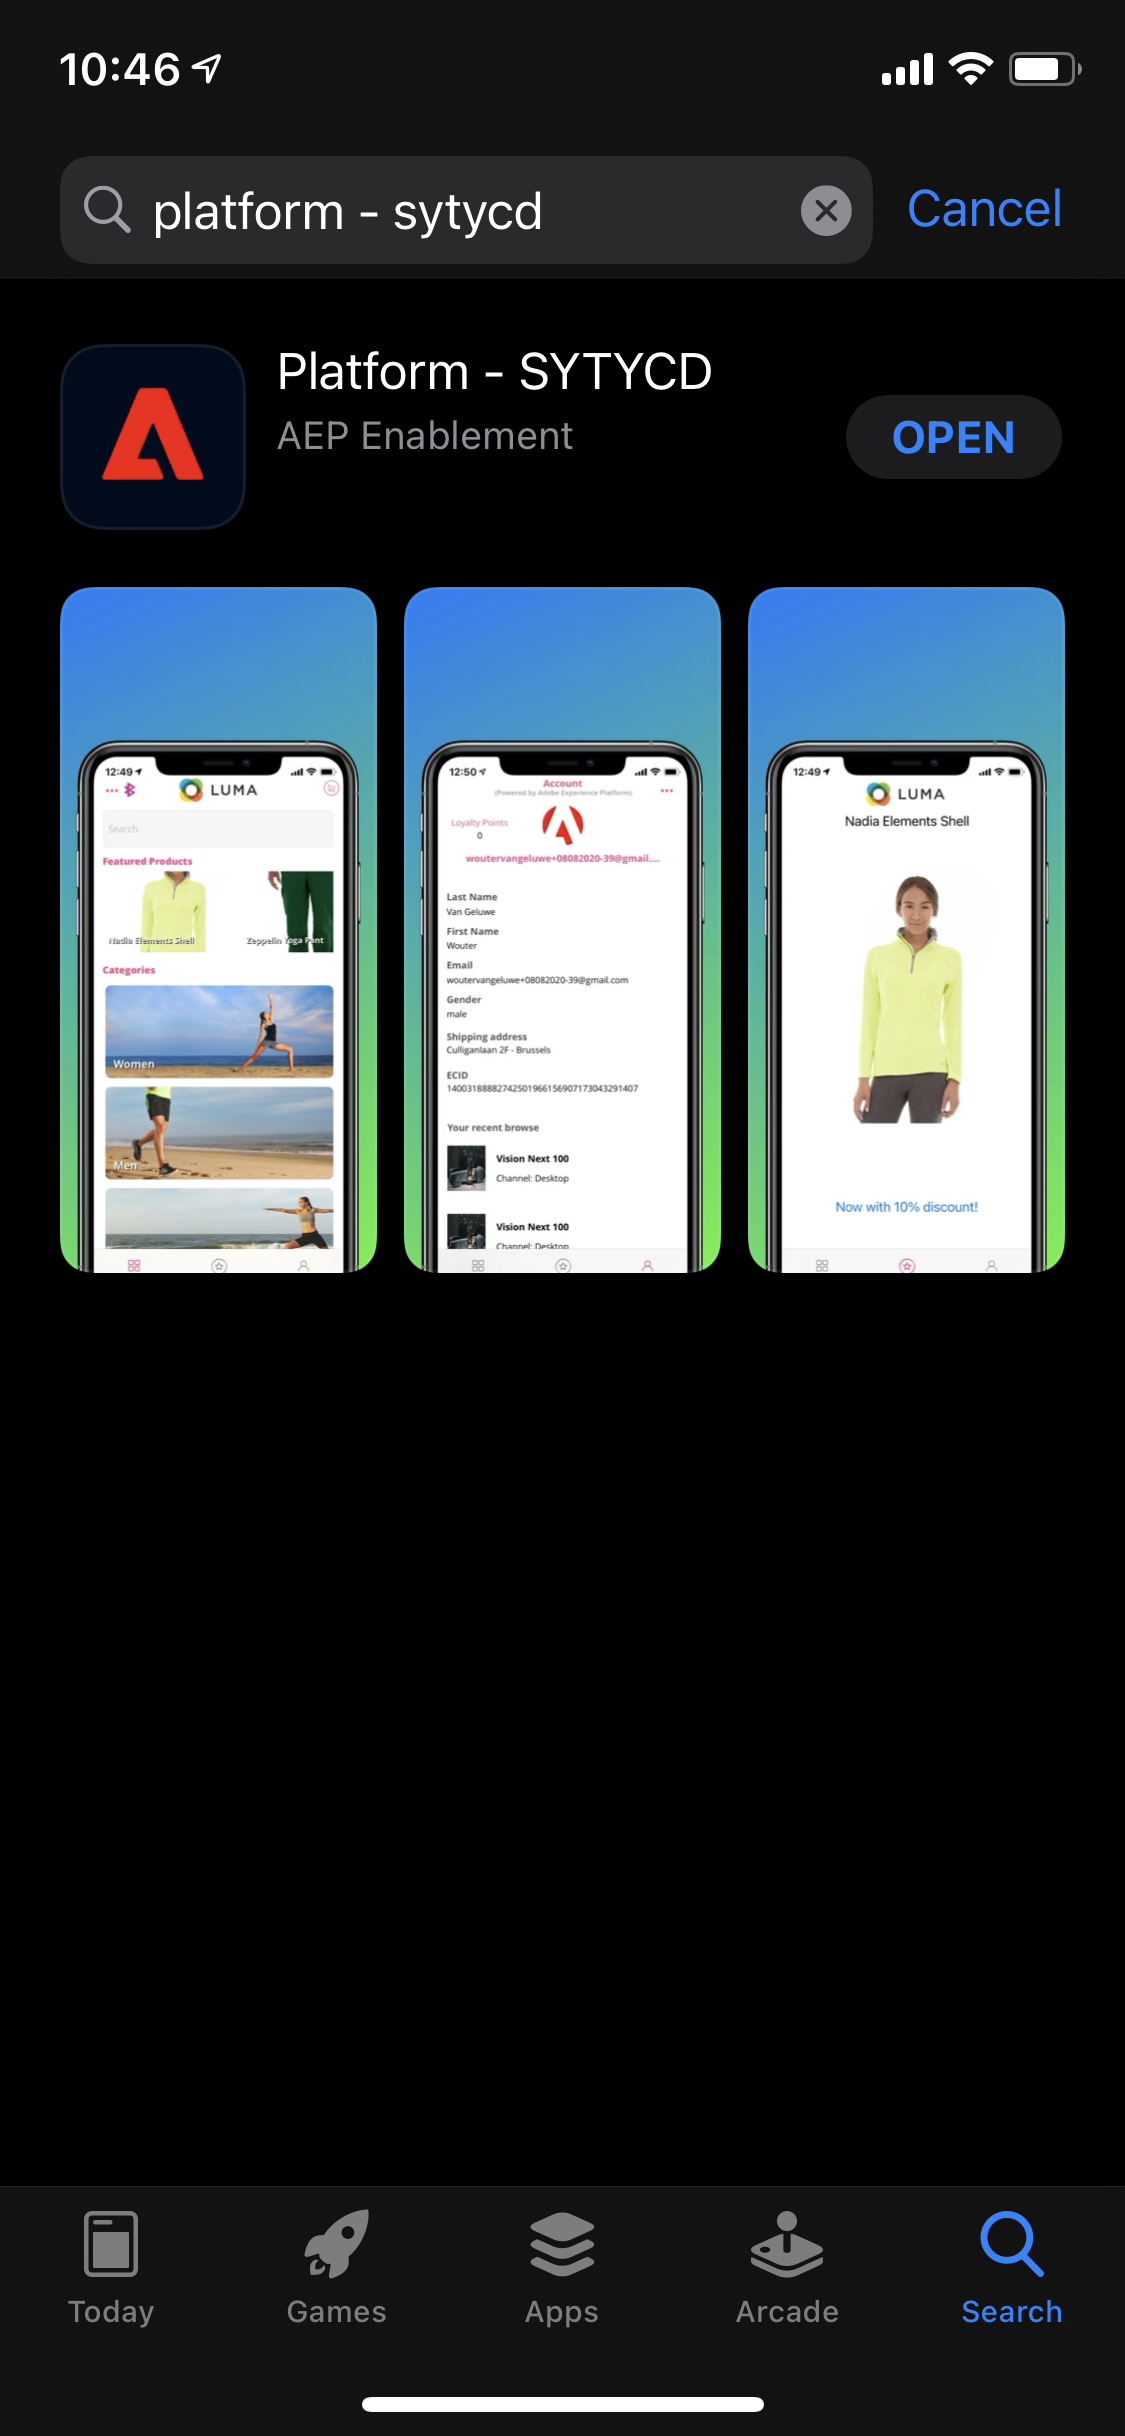 10:46
platform - sytycd
Cancel
Platform - SYTYCD
AEP Enablement
OPEN
12:49
LUMA
Search
Featured Products
Nadia Elements Shell
Zeppelin Yoga Pant
Categories
Women
Men
12:50
Account
(Powered by Adobe Experience Platform)
Loyalty Points
0
woutervangeluwe+08082020-39@gmail....
Last Name
Van Geluwe
First Name
Wouter
Email
woutervangeluwe+08082020-39@gmail.com
Gender
male
Shipping address
Culliganlaan 2F - Brussels
ECID
14003188882742501966156907173043291407
Your recent browse
Vision Next 100
Channel: Desktop
Vision Next 100
Channel: Desktop
12:49
LUMA
Nadia Elements Shell
Now with 10% discount!
Today
Games
Apps
Arcade
Search